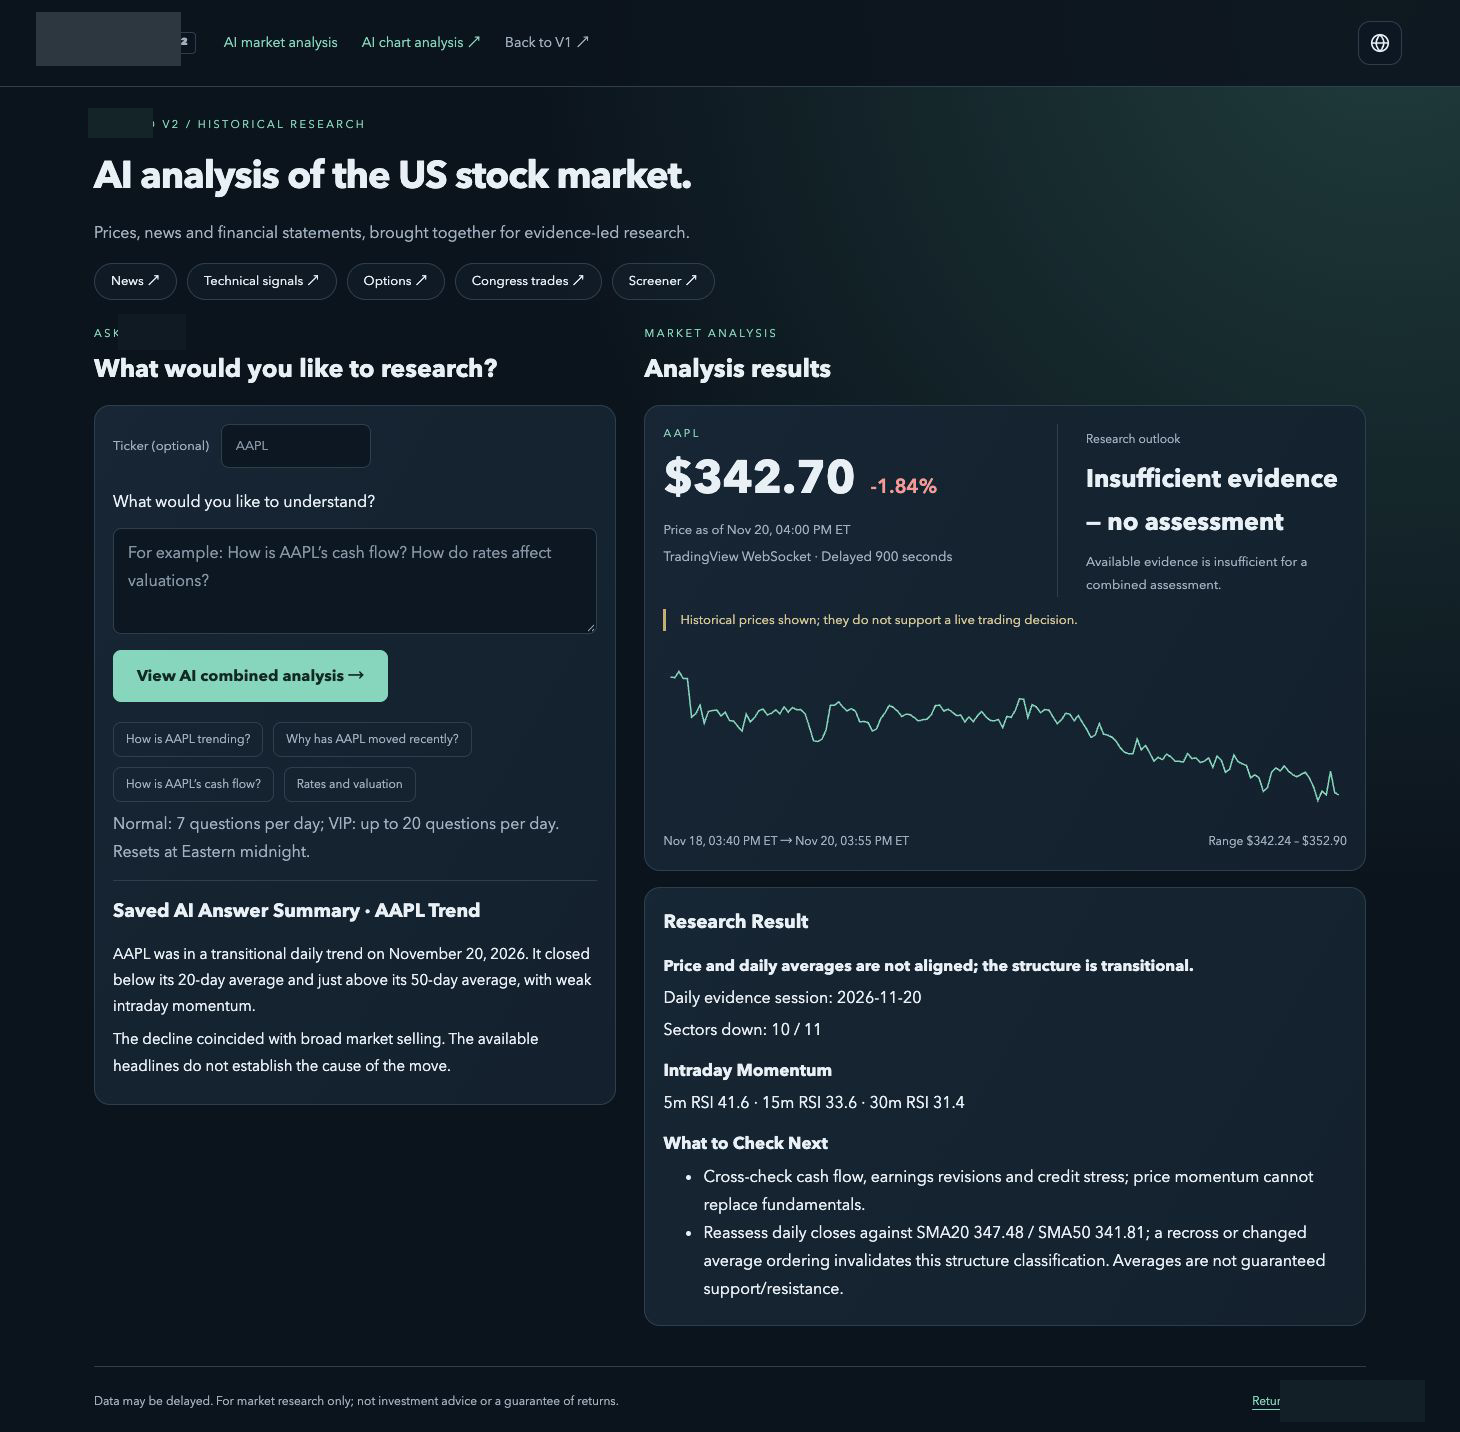 2
AI market analysis
AI chart analysis ↗
Back to V1 ↗
V2 / HISTORICAL RESEARCH
AI analysis of the US stock market.
Prices, news and financial statements, brought together for evidence-led research.
News ↗
Technical signals ↗
Options ↗
Congress trades ↗
Screener ↗
ASK
What would you like to research?
Ticker (optional)
AAPL
What would you like to understand?
For example: How is AAPL’s cash flow? How do rates affect
valuations?
View AI combined analysis →
How is AAPL trending?
Why has AAPL moved recently?
How is AAPL’s cash flow?
Rates and valuation
Normal: 7 questions per day; VIP: up to 20 questions per day.
Resets at Eastern midnight.
Saved AI Answer Summary · AAPL Trend
AAPL was in a transitional daily trend on November 20, 2026. It closed
below its 20-day average and just above its 50-day average, with weak
intraday momentum.
The decline coincided with broad market selling. The available
headlines do not establish the cause of the move.
MARKET ANALYSIS
Analysis results
AAPL
$342.70 -1.84%
Price as of Nov 20, 04:00 PM ET
TradingView WebSocket · Delayed 900 seconds
Research outlook
Insufficient evidence
– no assessment
Available evidence is insufficient for a
combined assessment.
Historical prices shown; they do not support a live trading decision.
Nov 18, 03:40 PM ET → Nov 20, 03:55 PM ET
Range $342.24 – $352.90
Research Result
Price and daily averages are not aligned; the structure is transitional.
Daily evidence session: 2026-11-20
Sectors down: 10 / 11
Intraday Momentum
5m RSI 41.6 · 15m RSI 33.6 · 30m RSI 31.4
What to Check Next
• Cross-check cash flow, earnings revisions and credit stress; price momentum cannot
replace fundamentals.
• Reassess daily closes against SMA20 347.48 / SMA50 341.81; a recross or changed
average ordering invalidates this structure classification. Averages are not guaranteed
support/resistance.
Data may be delayed. For market research only; not investment advice or a guarantee of returns.